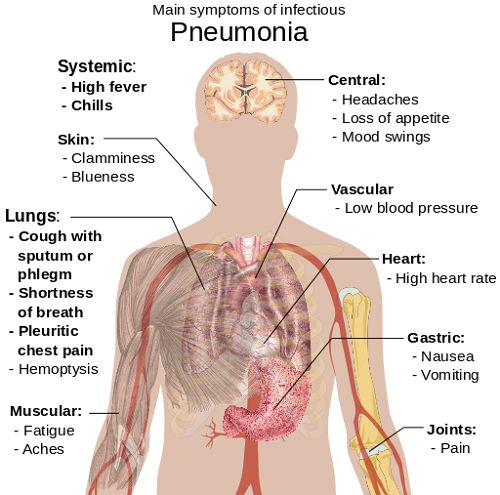 Main symptoms of infectious
Pneumonia
Systemic:
- High fever
- Chills
Skin:
- Clamminess
- Blueness
Lungs:
- Cough with
sputum or
phlegm
- Shortness
of breath
- Pleuritic
chest pain
- Hemoptysis
Muscular:
- Fatigue
- Aches
Central:
- Headaches
- Loss of appetite
- Mood swings
Vascular
- Low blood pressure
Heart:
- High heart rate
Gastric:
- Nausea
- Vomiting
Joints:
- Pain